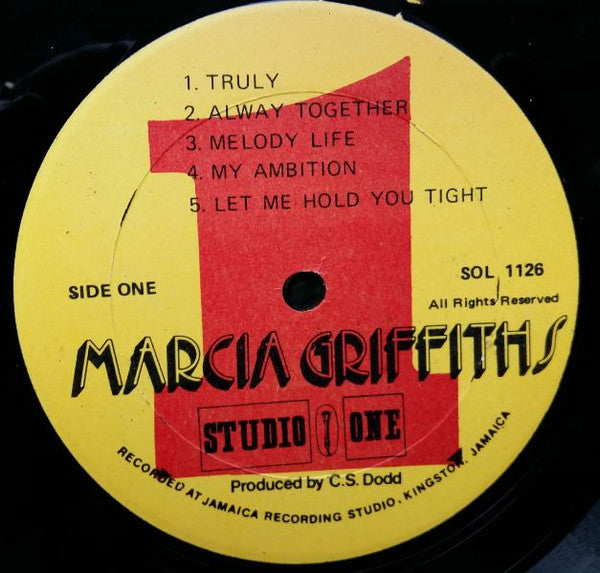 1. TRULY
2. ALWAY TOGETHER
3. MELODY LIFE
4. MY AMBITION
5. LET ME HOLD YOU TIGHT
SIDE ONE
SOL 1126
All Rights Reserved
MARCIA GRIFFITHS
STUDIO 1 ONE
Produced by C.S. Dodd
RECORDED AT JAMAICA RECORDING STUDIO, KINGSTON, JAMAICA